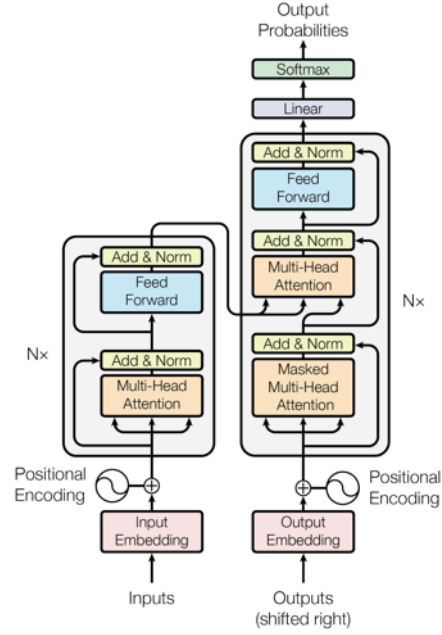 Output
Probabilities
Softmax
Linear
Add & Norm
Feed
Forward
Add & Norm
Multi-Head
Attention
Nx
Add & Norm
Masked
Multi-Head
Attention
Add & Norm
Feed
Forward
Nx
Add & Norm
Multi-Head
Attention
Positional
Encoding
Positional
Encoding
Input
Embedding
Output
Embedding
Inputs
Outputs
(shifted right)